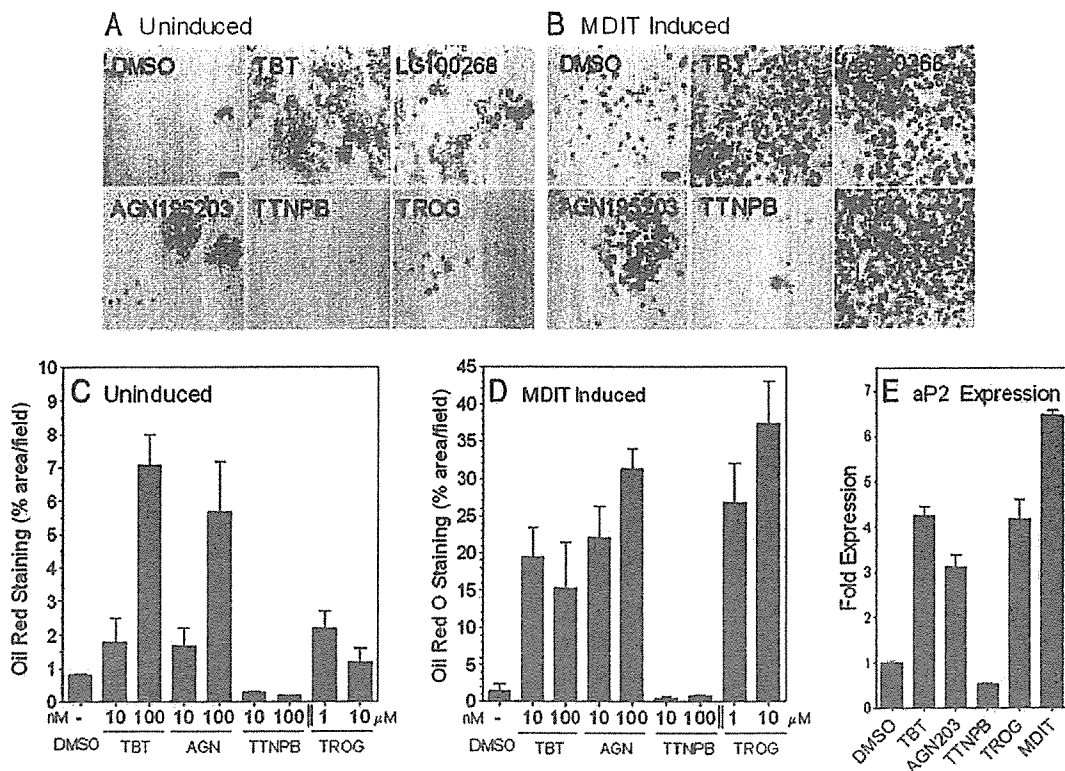 A Uninduced
B MDIT Induced
DMSO TBT LG100268
DMSO TBT
AGN195203 TTNPB TROG
AGN195203 TTNPB
C Uninduced
Oil Red Staining (% area/field)
10
9
8
7
6
5
4
3
2
1
0
nM - 10 100 10 100 10 100 1 10 μM
DMSO TBT AGN TTNPB TROG
D MDIT Induced
Oil Red O Staining (% area/field)
45
40
35
30
25
20
15
10
5
0
nM - 10 100 10 100 10 100 1 10 μM
DMSO TBT AGN TTNPB TROG
E aP2 Expression
Fold Expression
7
6
5
4
3
2
1
0
DMSO
TBT
AGN203
TTNPB
TROG
MDIT